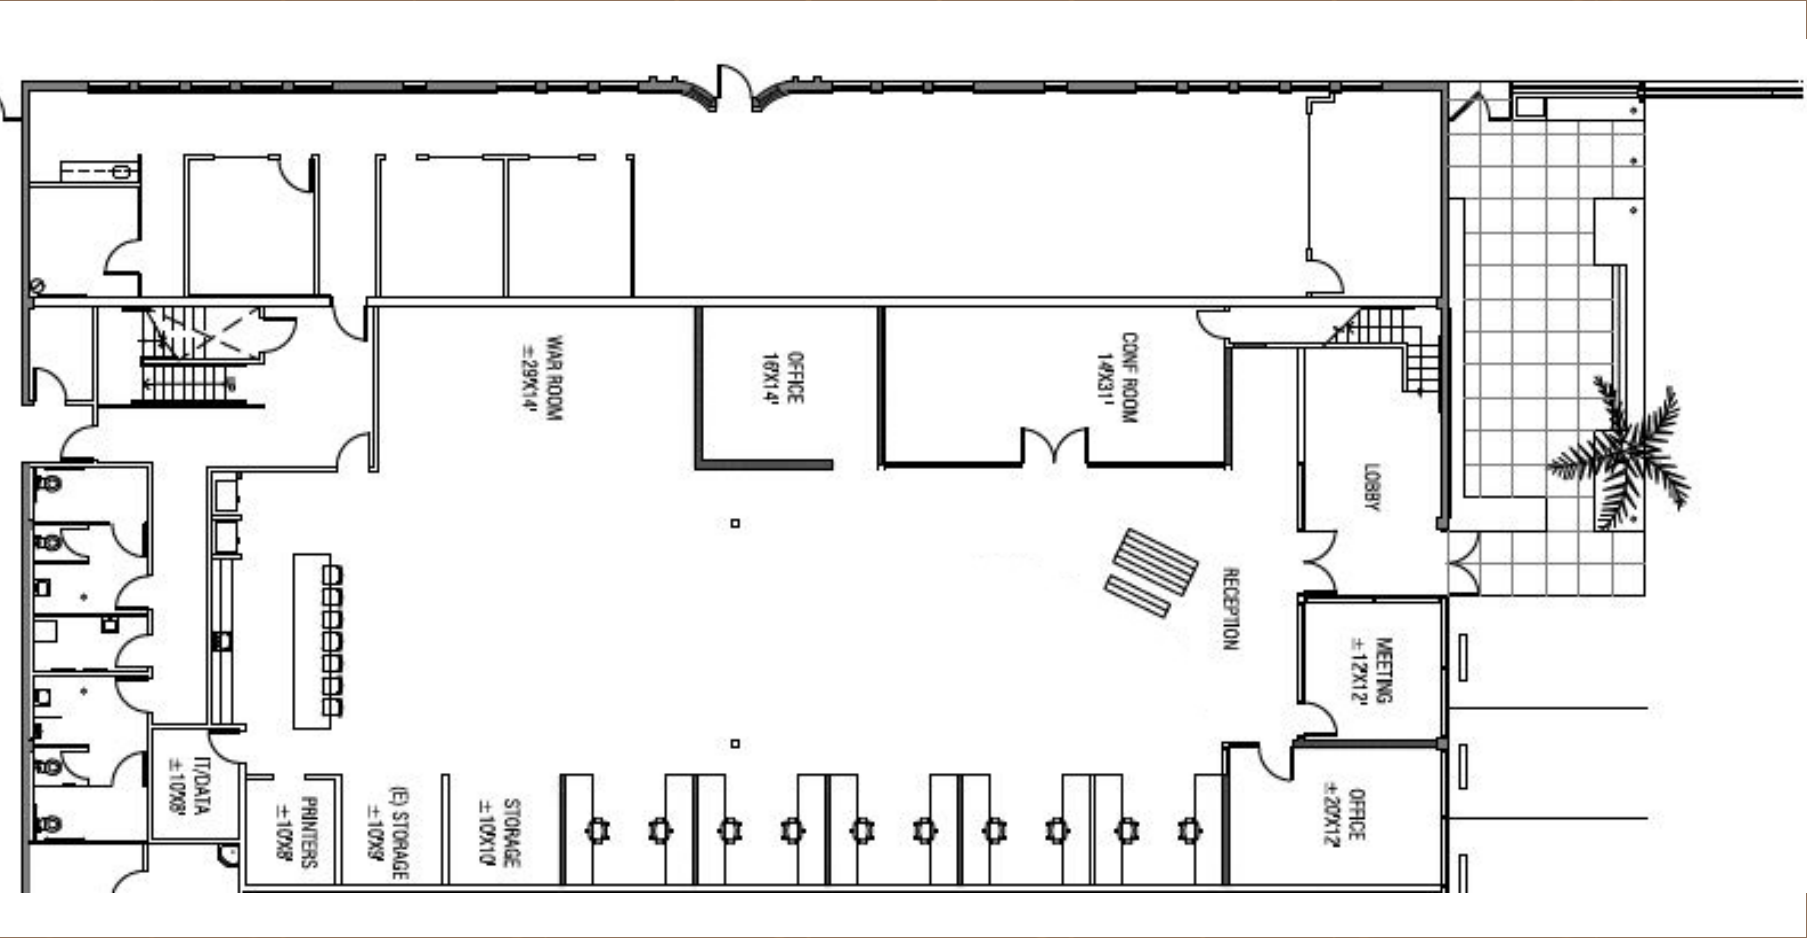 WAR ROOM
±29'X14'
OFFICE
16'X14'
CONF ROOM
14'X31'
LOBBY
RECEPTION
MEETING
±12'X12'
OFFICE
±20'X12'
IT/DATA
±10'X8'
PRINTERS
±10'X8'
(E) STORAGE
±10'X9'
STORAGE
±10'X10'
UP